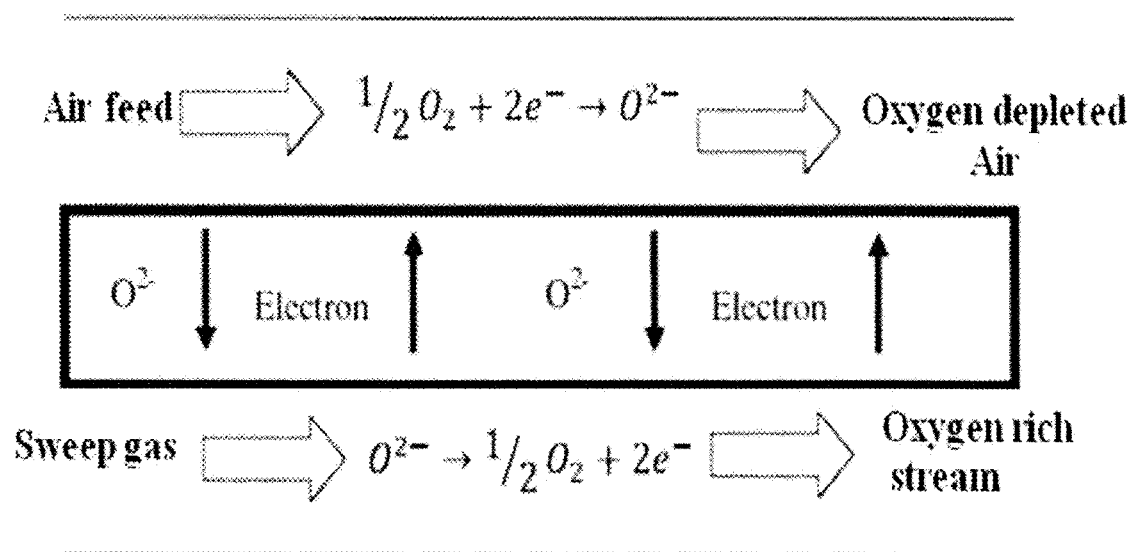 Air feed
½ O₂ + 2e⁻ → O²⁻
Oxygen depleted
Air
O²⁻
Electron
O²⁻
Electron
Sweep gas
O²⁻ → ½ O₂ + 2e⁻
Oxygen rich
stream